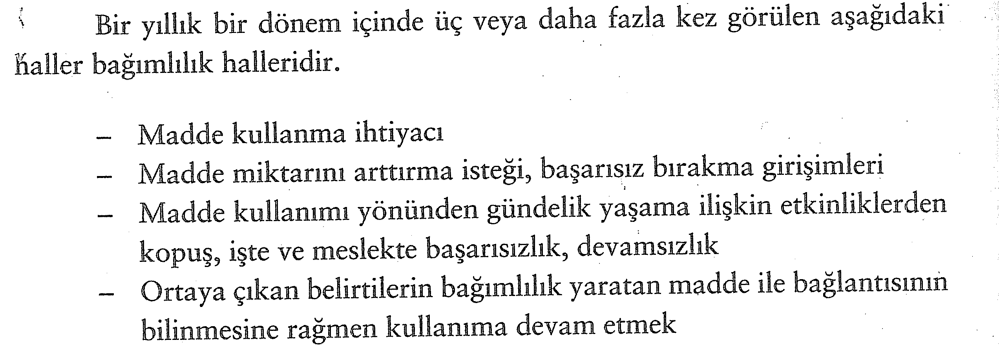 Bir yıllık bir dönem içinde üç veya daha fazla kez görülen aşağıdaki
haller bağımlılık halleridir.
– Madde kullanma ihtiyacı
– Madde miktarını arttırma isteği, başarısız bırakma girişimleri
– Madde kullanımı yönünden gündelik yaşama ilişkin etkinliklerden
kopuş, işte ve meslekte başarısızlık, devamsızlık
– Ortaya çıkan belirtilerin bağımlılık yaratan madde ile bağlantısının
bilinmesine rağmen kullanıma devam etmek